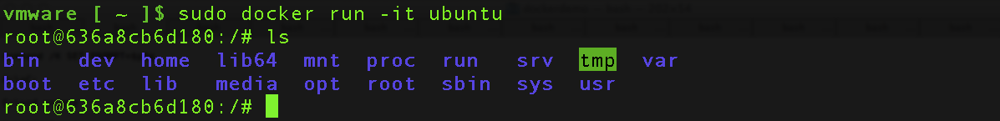 vmware [ ~ ]$ sudo docker run -it ubuntu
root@636a8cb6d180:/# ls
bin dev home lib64 mnt proc run srv tmp var
boot etc lib media opt root sbin sys usr
root@636a8cb6d180:/#